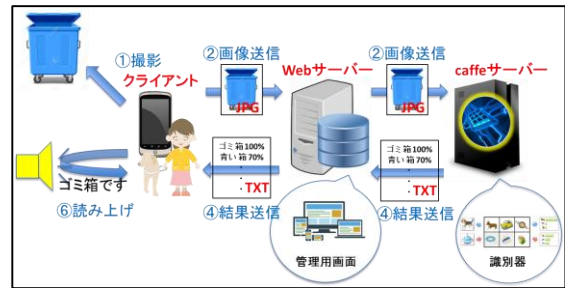 ①撮影
クライアント
②画像送信
JPG
Webサーバー
②画像送信
JPG
caffeサーバー
ゴミ箱100%
青い箱70%
・
・
TXT
④結果送信
ゴミ箱100%
青い箱70%
・
・
TXT
④結果送信
ゴミ箱です
⑥読み上げ
管理用画面
識別器